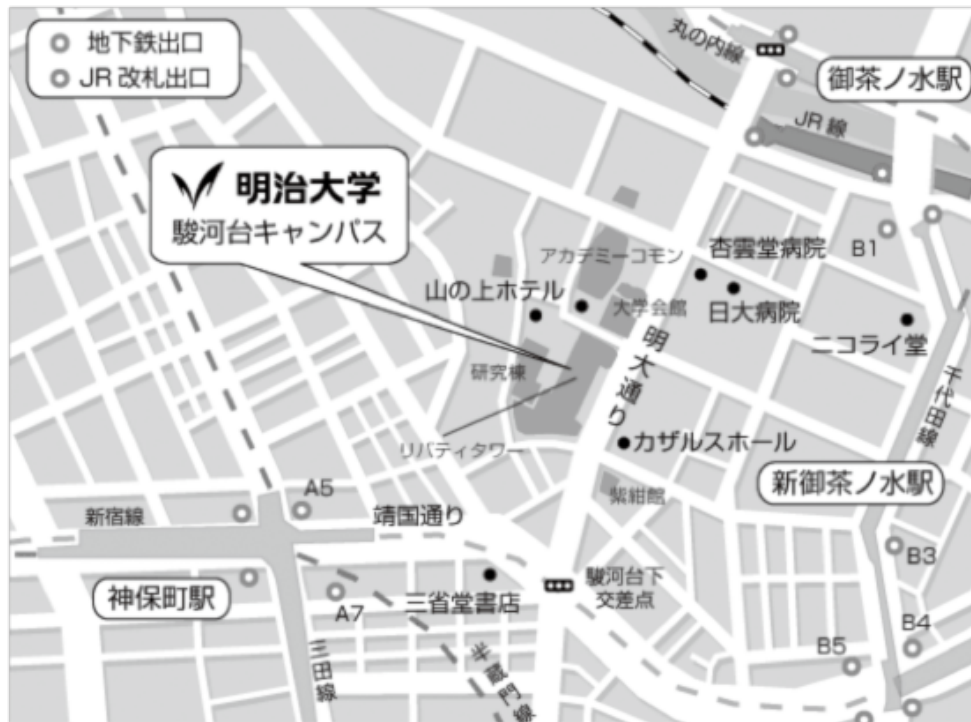 地下鉄出口
JR改札出口
丸の内線
御茶ノ水駅
JR線
明治大学
駿河台キャンパス
アカデミーコモン
杏雲堂病院
B1
山の上ホテル
大学会館
日大病院
ニコライ堂
明大通り
研究棟
千代田線
リバティタワー
カザルスホール
新御茶ノ水駅
紫紺館
A5
新宿線
靖国通り
B3
神保町駅
A7
三省堂書店
駿河台下
交差点
B4
B5
三田線
半蔵門線